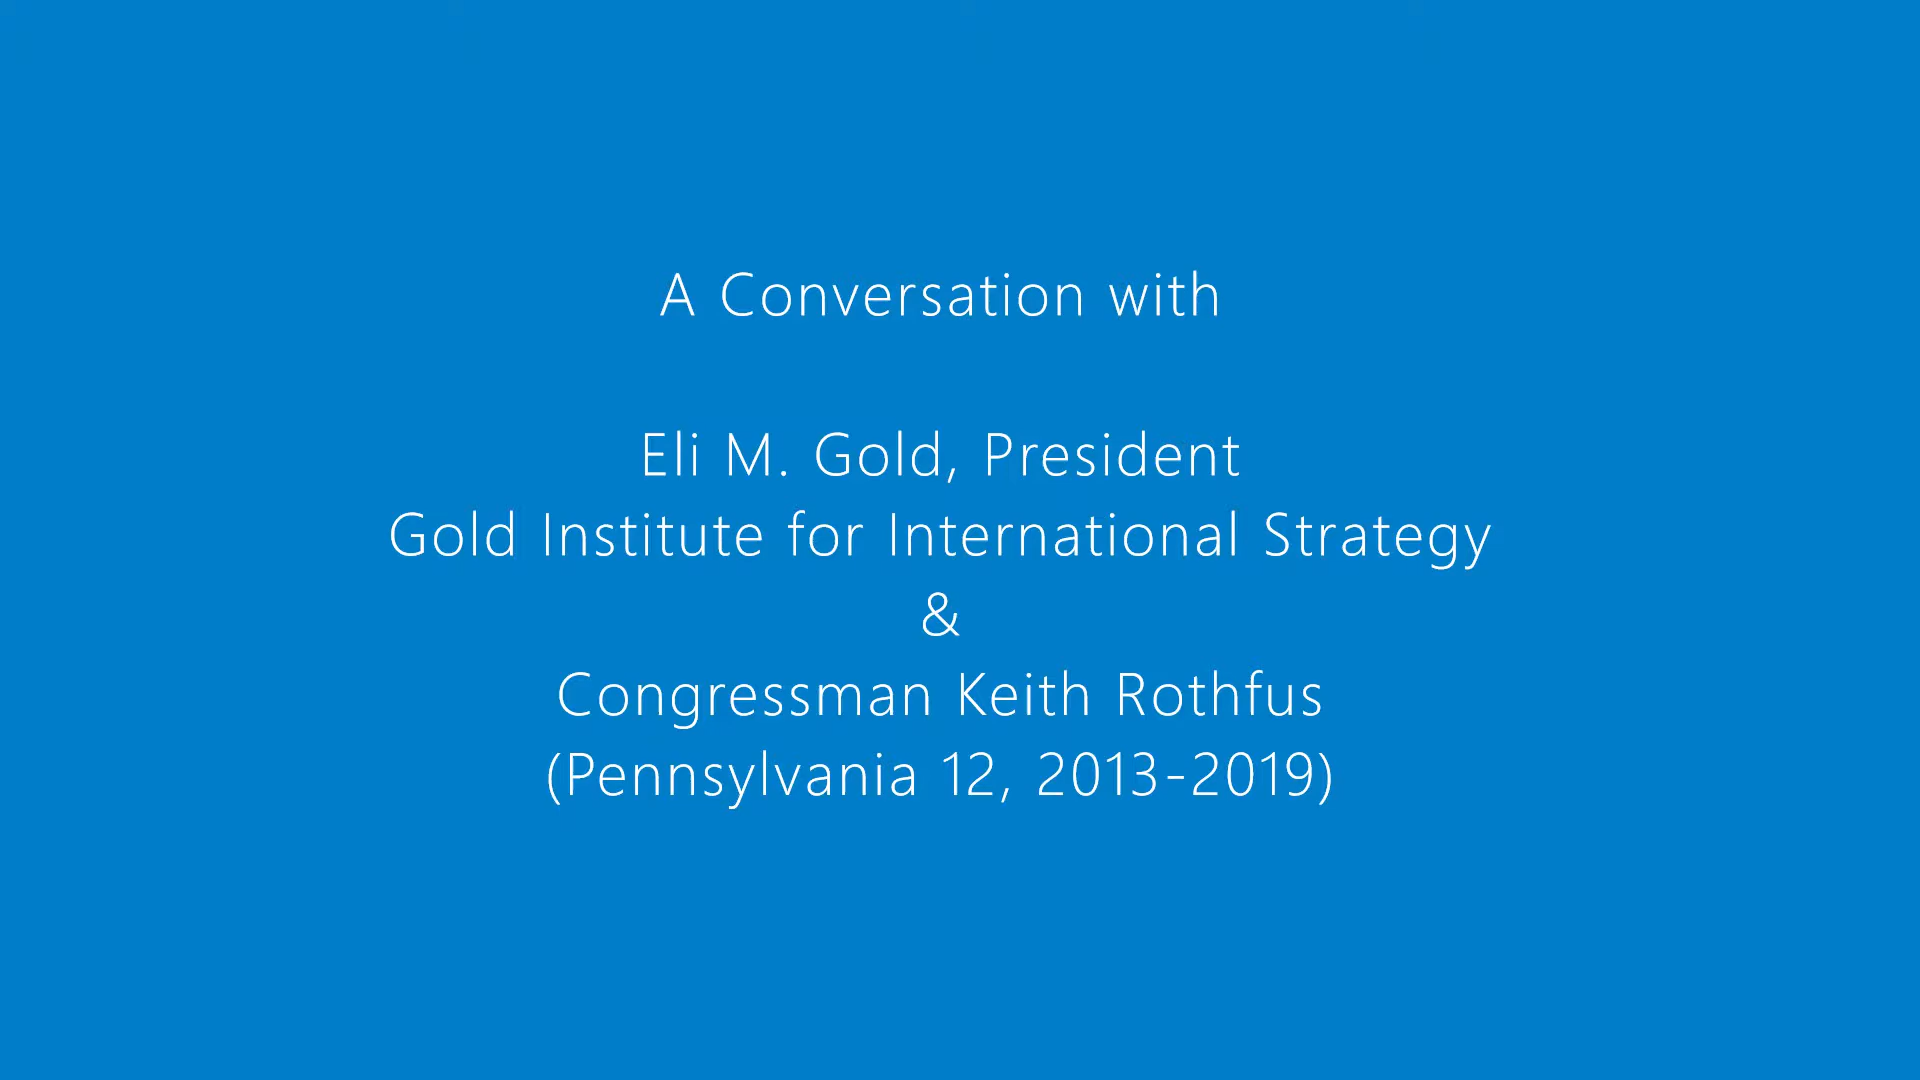 A Conversation with
Eli M. Gold, President
Gold Institute for International Strategy
&
Congressman Keith Rothfus
(Pennsylvania 12, 2013-2019)